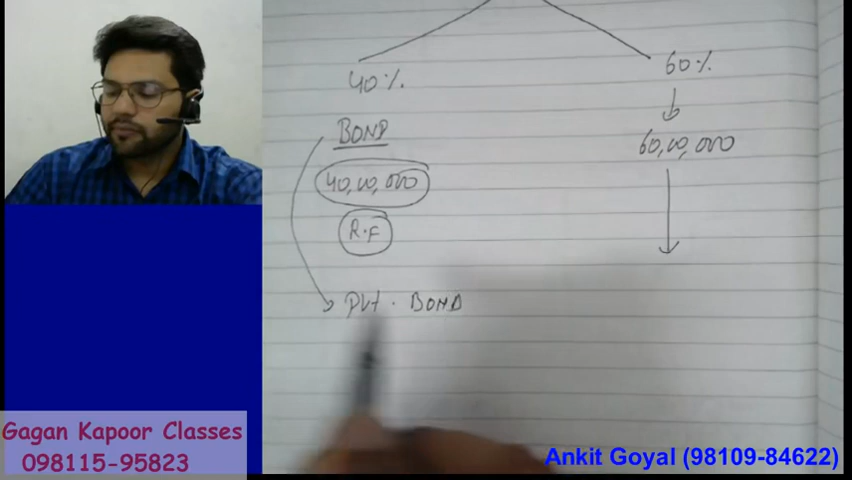 40%.
60%.
BOND
60,00,000
40,00,000
R.F
Pvt. BOND
Gagan Kapoor Classes
098115-95823
Ankit Goyal (98109-84622)